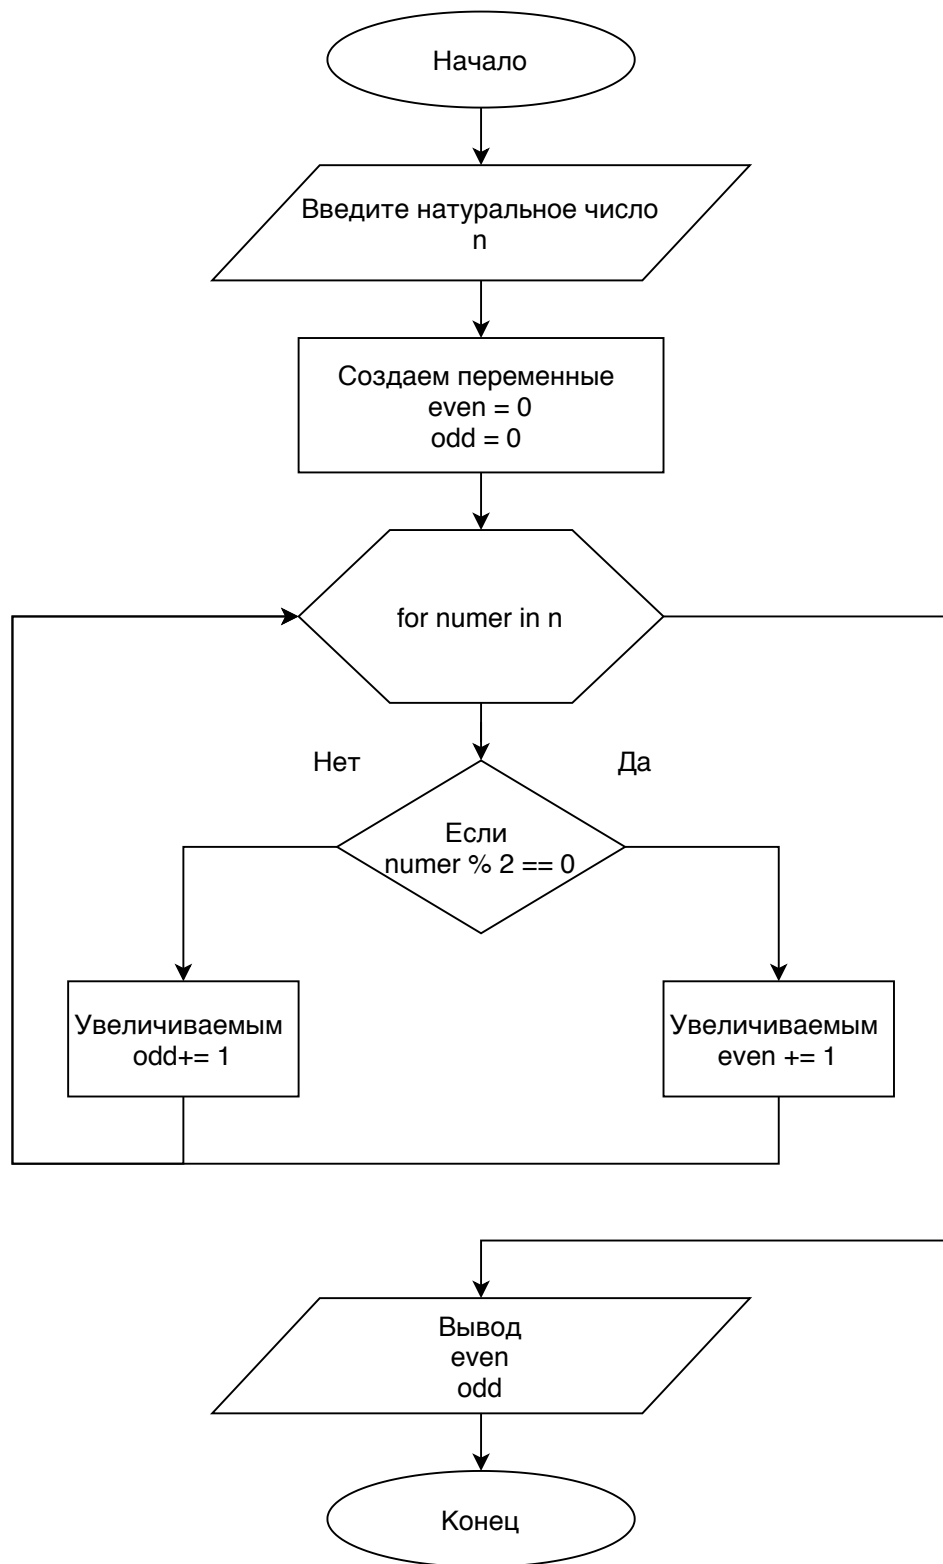 Начало
Введите натуральное число
n
Создаем переменные
even = 0
odd = 0
for numer in n
Нет
Да
Если
numer % 2 == 0
Увеличиваемым
odd+= 1
Увеличиваемым
even += 1
Вывод
even
odd
Конец